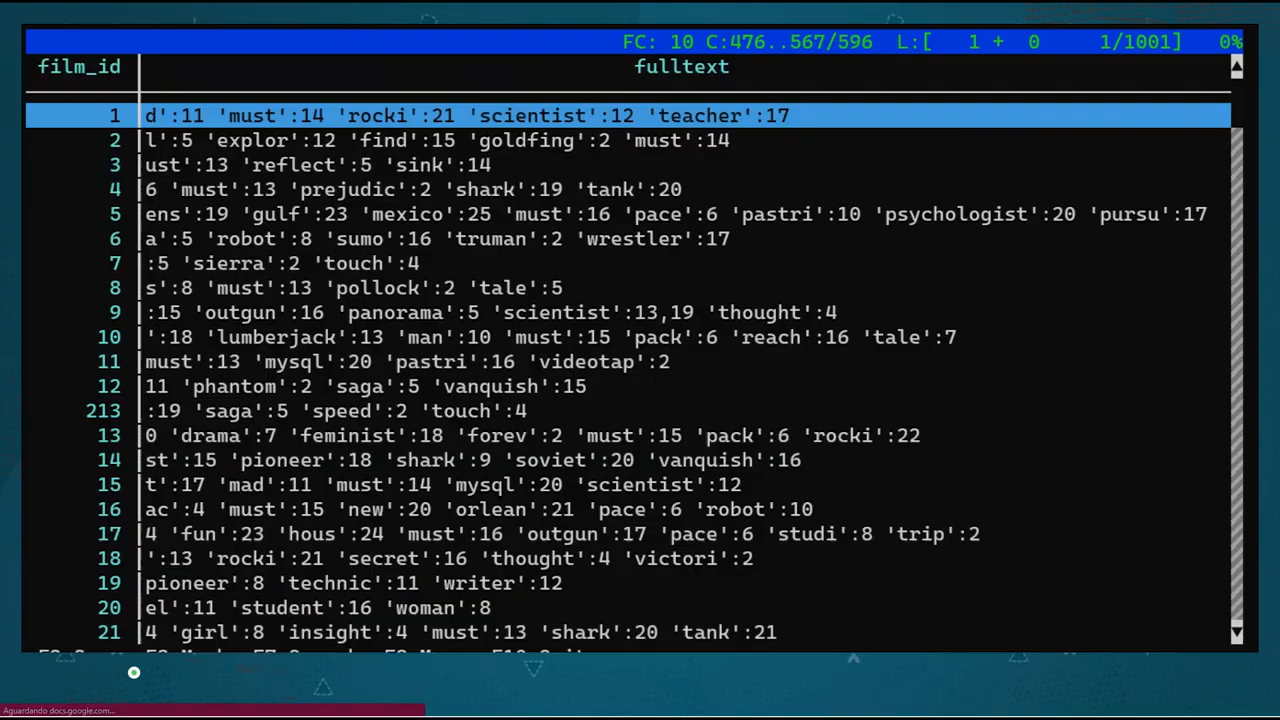 FC: 10 C:476..567/596 L:[ 1 + 0 1/1001] 0%
film_id fulltext
1 d':11 'must':14 'rocki':21 'scientist':12 'teacher':17
2 l':5 'explor':12 'find':15 'goldfing':2 'must':14
3 ust':13 'reflect':5 'sink':14
4 6 'must':13 'prejudic':2 'shark':19 'tank':20
5 ens':19 'gulf':23 'mexico':25 'must':16 'pace':6 'pastri':10 'psychologist':20 'pursu':17
6 a':5 'robot':8 'sumo':16 'truman':2 'wrestler':17
7 :5 'sierra':2 'touch':4
8 s':8 'must':13 'pollock':2 'tale':5
9 :15 'outgun':16 'panorama':5 'scientist':13,19 'thought':4
10 ':18 'lumberjack':13 'man':10 'must':15 'pack':6 'reach':16 'tale':7
11 must':13 'mysql':20 'pastri':16 'videotap':2
12 11 'phantom':2 'saga':5 'vanquish':15
213 :19 'saga':5 'speed':2 'touch':4
13 0 'drama':7 'feminist':18 'forev':2 'must':15 'pack':6 'rocki':22
14 st':15 'pioneer':18 'shark':9 'soviet':20 'vanquish':16
15 t':17 'mad':11 'must':14 'mysql':20 'scientist':12
16 ac':4 'must':15 'new':20 'orlean':21 'pace':6 'robot':10
17 4 'fun':23 'hous':24 'must':16 'outgun':17 'pace':6 'studi':8 'trip':2
18 ':13 'rocki':21 'secret':16 'thought':4 'victori':2
19 pioneer':8 'technic':11 'writer':12
20 el':11 'student':16 'woman':8
21 4 'girl':8 'insight':4 'must':13 'shark':20 'tank':21
Aguardando docs.google.com...